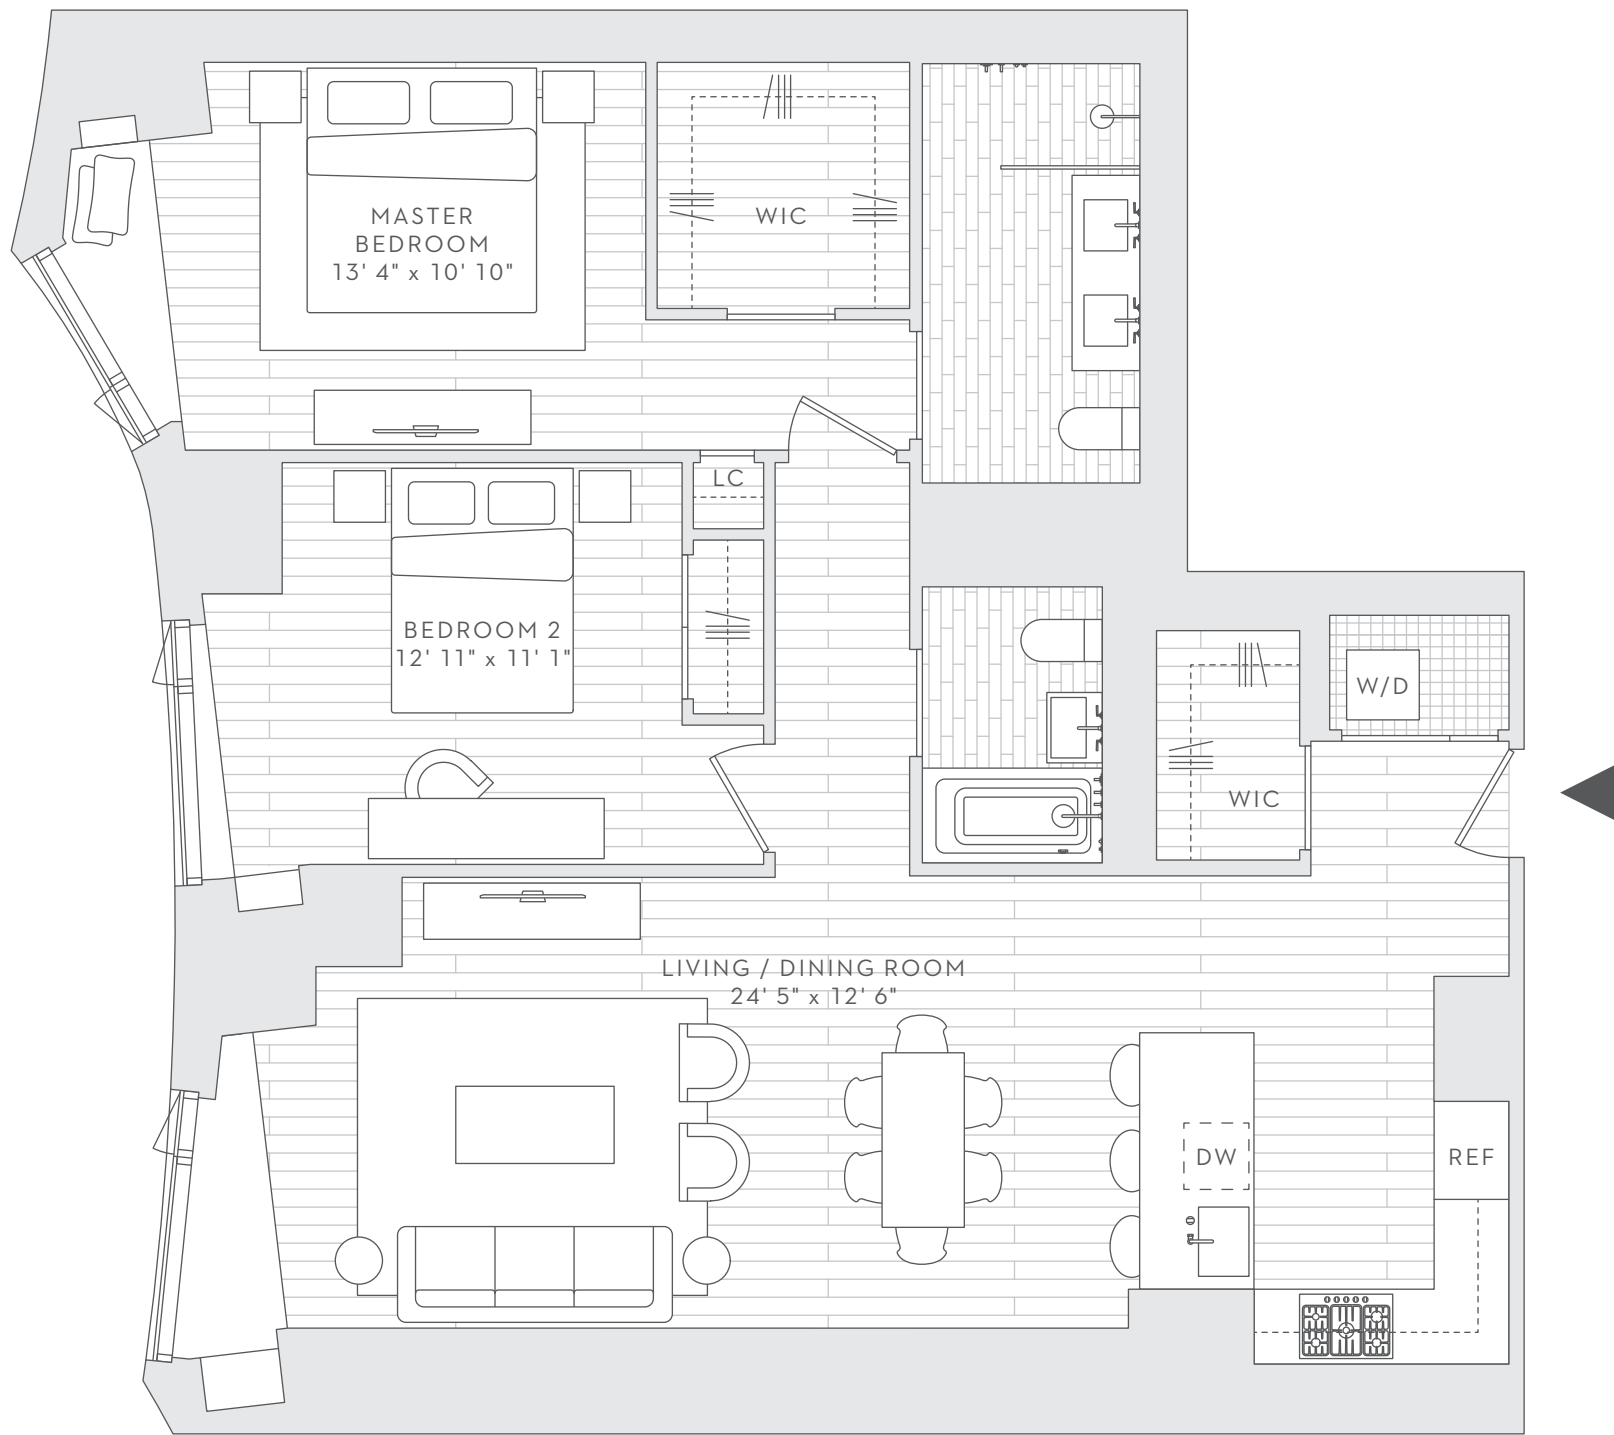 MASTER
BEDROOM
13' 4" x 10' 10"
WIC
LC
BEDROOM 2
12' 11" x 11' 1"
W/D
WIC
LIVING / DINING ROOM
24' 5" x 12' 6"
DW
REF